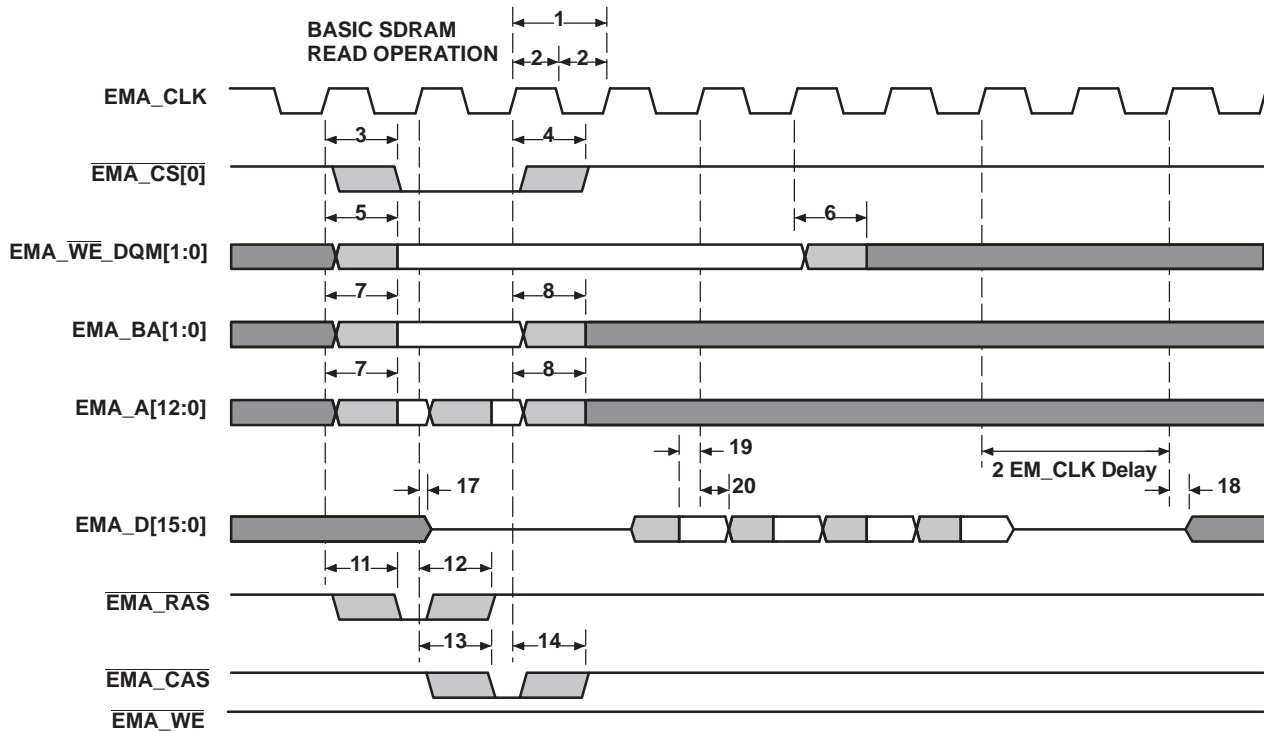 BASIC SDRAM
READ OPERATION
1
2 2
EMA_CLK
3 4
EMA_CS[0]
5 6
EMA_WE_DQM[1:0]
7 8
EMA_BA[1:0]
7 8
EMA_A[12:0]
19
2 EM_CLK Delay
17 20 18
EMA_D[15:0]
11 12
EMA_RAS
13 14
EMA_CAS
EMA_WE